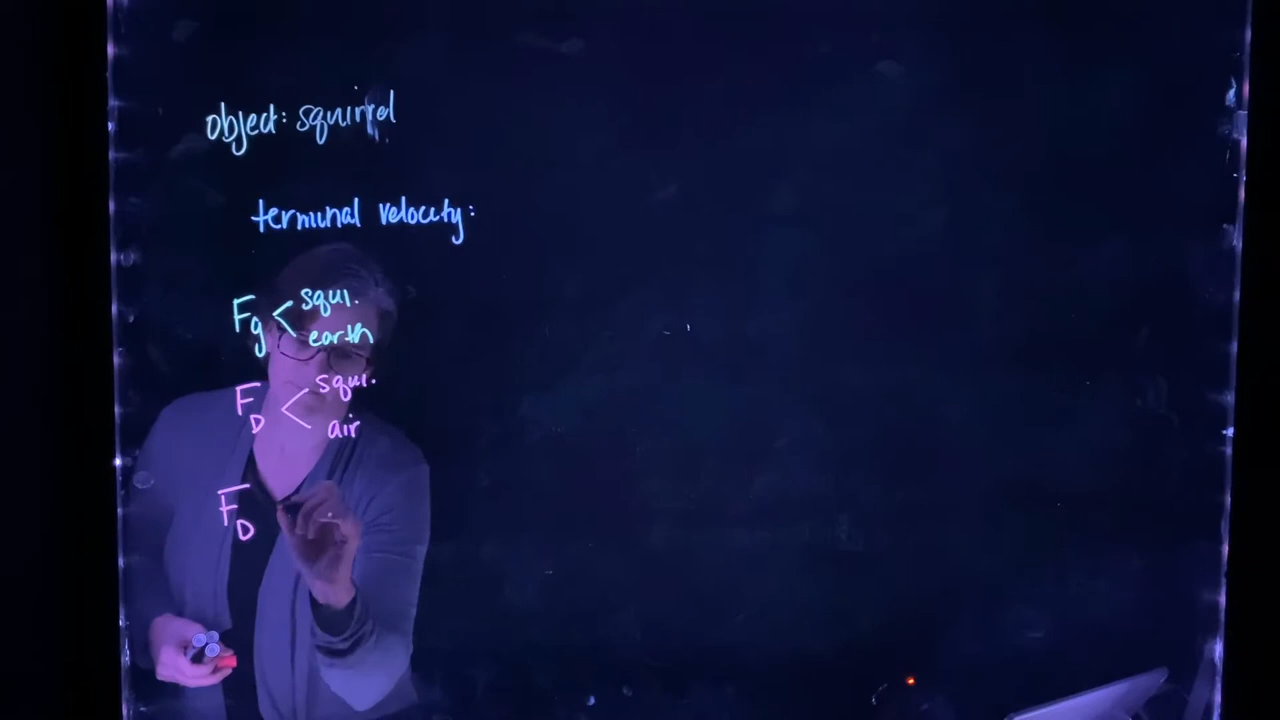 object: squirrel
terminal velocity:
Fg < squi.
earth
FD < squi.
air
FD